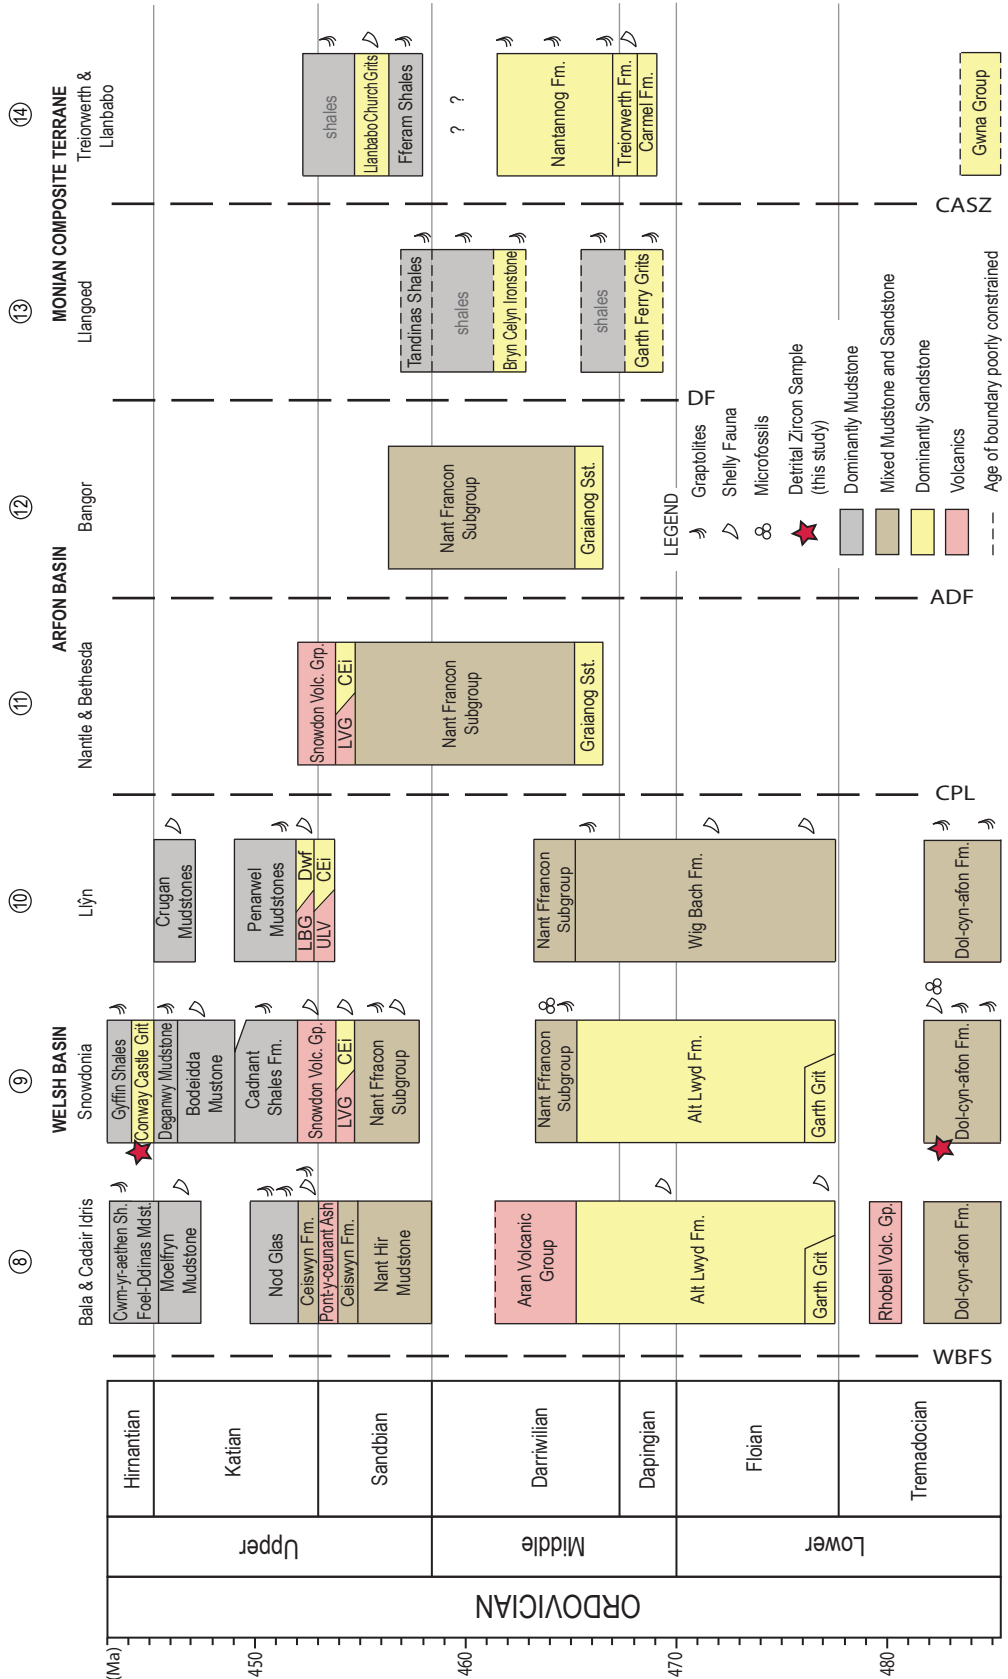 (Ma)
450
460
470
480
ORDOVICIAN
Upper
Middle
Lower
Hirnantian
Katian
Sandbian
Darriwilian
Dapingian
Floian
Tremadocian
WBFS
WELSH BASIN
8
Bala & Cadair Idris
Cwm-yr-aethen Sh.
Foel-Ddinas Mdst.
Moelfryn
Mudstone
Nod Glas
Ceiswyn Fm.
Pont-y-ceunant Ash
Ceiswyn Fm.
Nant Hir
Mudstone
Aran Volcanic
Group
Alt Lwyd Fm.
Garth Grit
Rhobell Volc. Gp.
Dol-cyn-afon Fm.
9
Snowdonia
Gyffin Shales
Conway Castle Grit
Deganwy Mudstone
Bodeidda
Mustone
Cadnant
Shales Fm.
Snowdon Volc. Gp.
LVG
CEi
Nant Ffracon
Subgroup
Nant Ffrancon
Subgroup
Alt Lwyd Fm.
Garth Grit
Dol-cyn-afon Fm.
10
Llŷn
Crugan
Mudstones
Penarwel
Mudstones
LBG
Dwf
ULV
CEi
Nant Ffrancon
Subgroup
Wig Bach Fm.
Dol-cyn-afon Fm.
CPL
ARFON BASIN
11
Nantle & Bethesda
Snowdon Volc. Grp.
LVG
CEi
Nant Francon
Subgroup
Graianog Sst.
ADF
12
Bangor
Nant Francon
Subgroup
Graianog Sst.
DF
MONIAN COMPOSITE TERRANE
13
Llangoed
Tandinas Shales
shales
Bryn Celyn Ironstone
shales
Garth Ferry Grits
CASZ
14
Treiorwerth &
Llanbabo
shales
Llanbabo Church Grits
Fferam Shales
? ?
Nantannog Fm.
Treiorwerth Fm.
Carmel Fm.
Gwna Group
LEGEND
Graptolites
Shelly Fauna
Microfossils
Detrital Zircon Sample
(this study)
Dominantly Mudstone
Mixed Mudstone and Sandstone
Dominantly Sandstone
Volcanics
Age of boundary poorly constrained